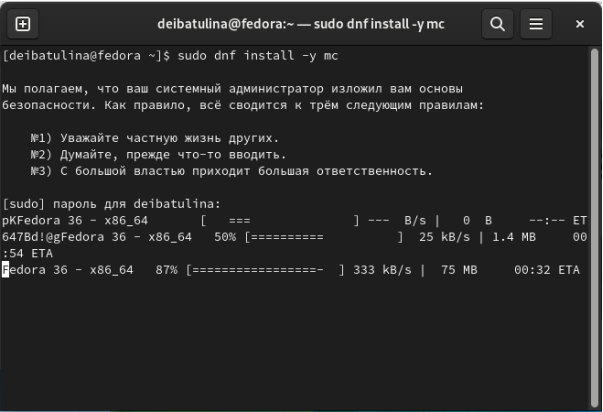 deibatulina@fedora:~ — sudo dnf install -y mc
[deibatulina@fedora ~]$ sudo dnf install -y mc
Мы полагаем, что ваш системный администратор изложил вам основы
безопасности. Как правило, всё сводится к трём следующим правилам:
№1) Уважайте частную жизнь других.
№2) Думайте, прежде что-то вводить.
№3) С большой властью приходит большая ответственность.
[sudo] пароль для deibatulina:
pKFedora 36 - x86_64       [   ===              ] ---  B/s |   0  B     --:-- ET
647Bd!@gFedora 36 - x86_64   50% [==========          ]  25 kB/s | 1.4 MB     00
:54 ETA
Fedora 36 - x86_64   87% [=================-  ] 333 kB/s |  75 MB     00:32 ETA